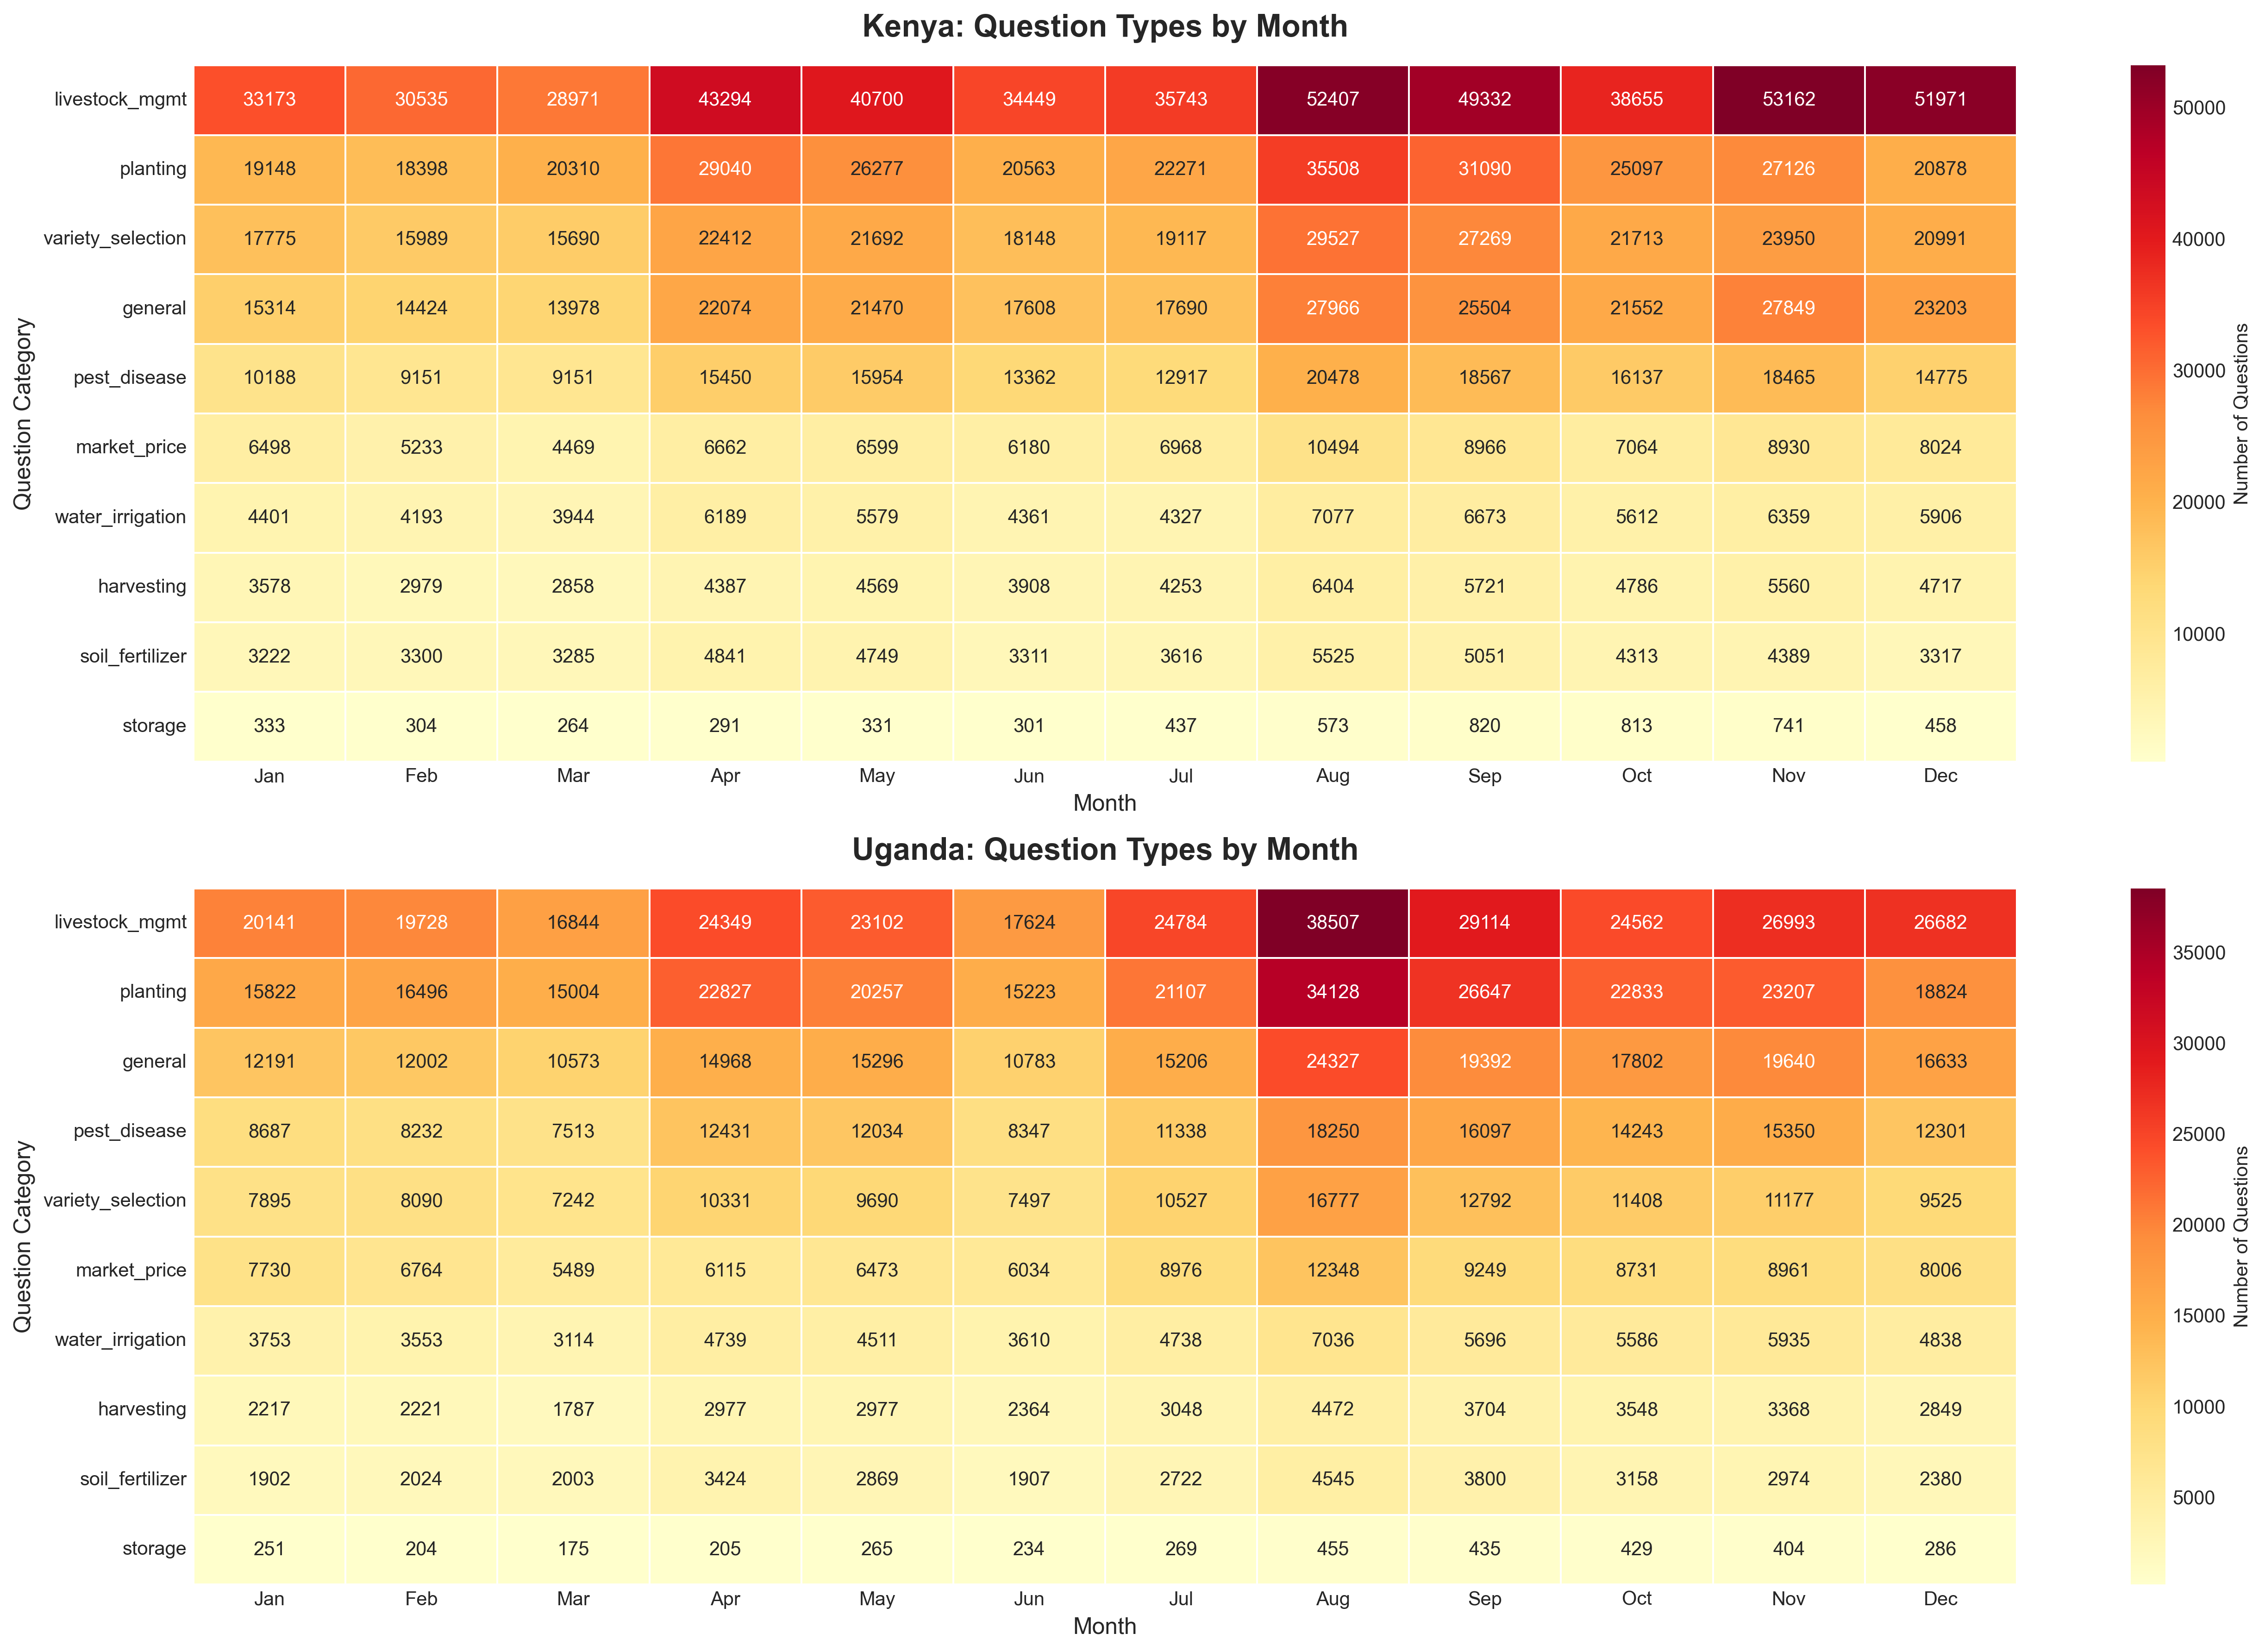 Kenya: Question Types by Month
livestock_mgmt 33173 30535 28971 43294 40700 34449 35743 52407 49332 38655 53162 51971
planting 19148 18398 20310 29040 26277 20563 22271 35508 31090 25097 27126 20878
variety_selection 17775 15989 15690 22412 21692 18148 19117 29527 27269 21713 23950 20991
general 15314 14424 13978 22074 21470 17608 17690 27966 25504 21552 27849 23203
pest_disease 10188 9151 9151 15450 15954 13362 12917 20478 18567 16137 18465 14775
market_price 6498 5233 4469 6662 6599 6180 6968 10494 8966 7064 8930 8024
water_irrigation 4401 4193 3944 6189 5579 4361 4327 7077 6673 5612 6359 5906
harvesting 3578 2979 2858 4387 4569 3908 4253 6404 5721 4786 5560 4717
soil_fertilizer 3222 3300 3285 4841 4749 3311 3616 5525 5051 4313 4389 3317
storage 333 304 264 291 331 301 437 573 820 813 741 458
Jan Feb Mar Apr May Jun Jul Aug Sep Oct Nov Dec
Month
Question Category
50000
40000
30000
20000
10000
Number of Questions
Uganda: Question Types by Month
livestock_mgmt 20141 19728 16844 24349 23102 17624 24784 38507 29114 24562 26993 26682
planting 15822 16496 15004 22827 20257 15223 21107 34128 26647 22833 23207 18824
general 12191 12002 10573 14968 15296 10783 15206 24327 19392 17802 19640 16633
pest_disease 8687 8232 7513 12431 12034 8347 11338 18250 16097 14243 15350 12301
variety_selection 7895 8090 7242 10331 9690 7497 10527 16777 12792 11408 11177 9525
market_price 7730 6764 5489 6115 6473 6034 8976 12348 9249 8731 8961 8006
water_irrigation 3753 3553 3114 4739 4511 3610 4738 7036 5696 5586 5935 4838
harvesting 2217 2221 1787 2977 2977 2364 3048 4472 3704 3548 3368 2849
soil_fertilizer 1902 2024 2003 3424 2869 1907 2722 4545 3800 3158 2974 2380
storage 251 204 175 205 265 234 269 455 435 429 404 286
Jan Feb Mar Apr May Jun Jul Aug Sep Oct Nov Dec
Month
Question Category
35000
30000
25000
20000
15000
10000
5000
Number of Questions